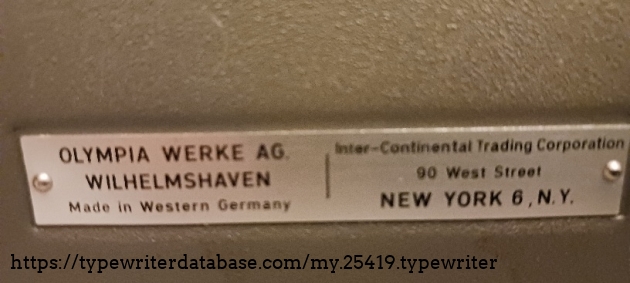 OLYMPIA WERKE AG.
WILHELMSHAVEN
Made in Western Germany
Inter-Continental Trading Corporation
90 West Street
NEW YORK 6, N.Y.
https://typewriterdatabase.com/my.25419.typewriter